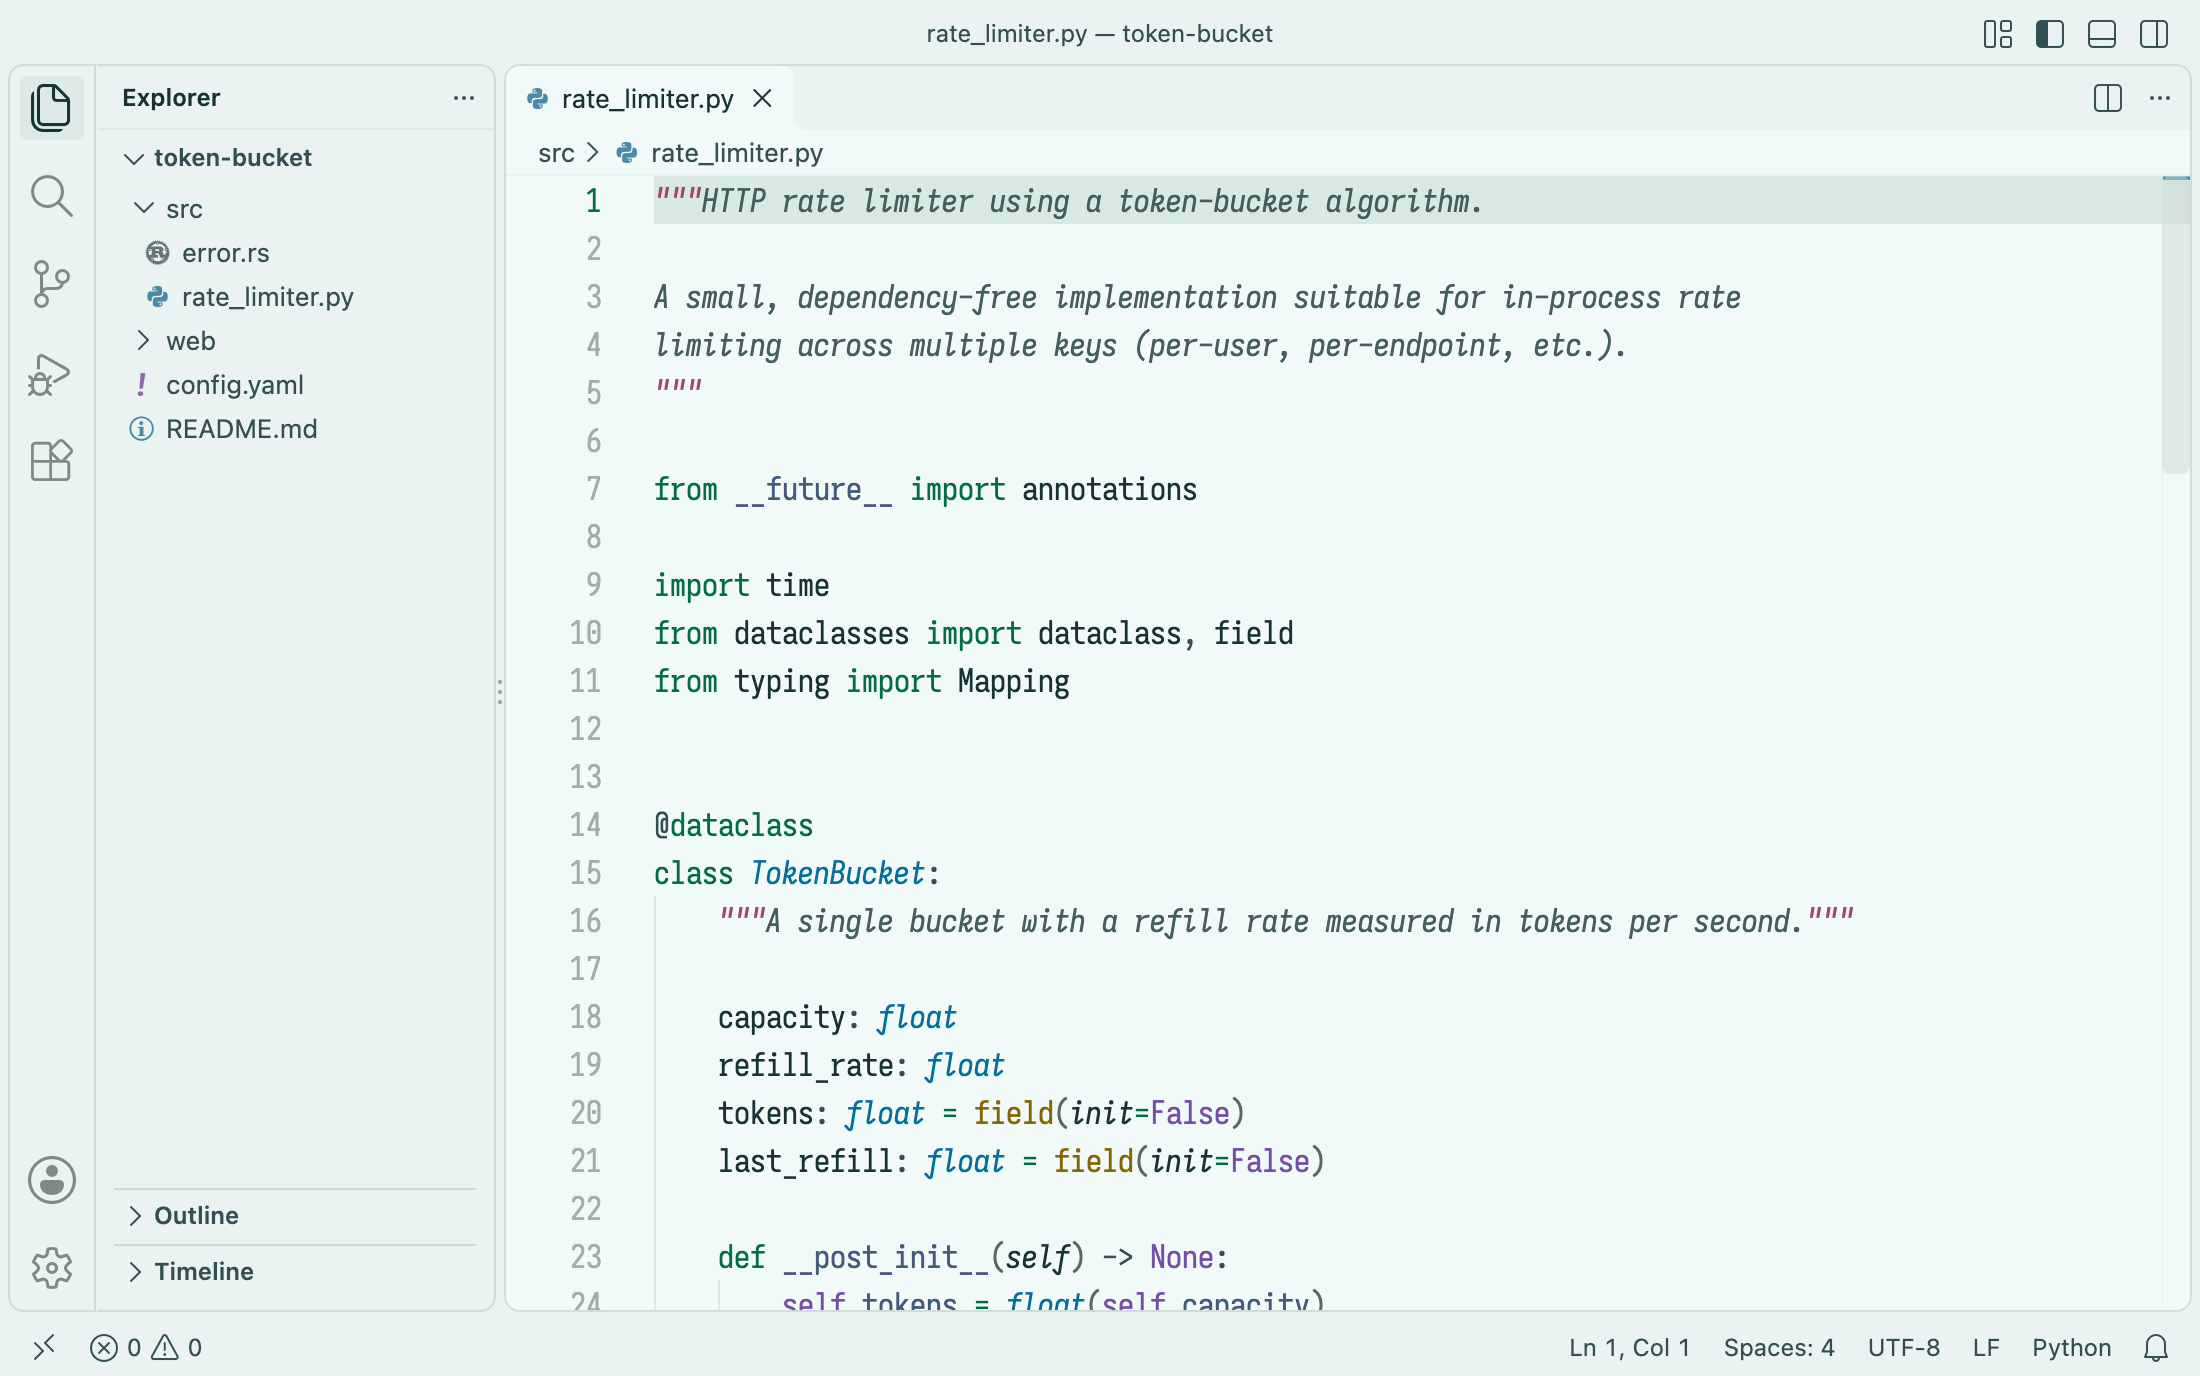 rate_limiter.py — token-bucket
Explorer
token-bucket
src
error.rs
rate_limiter.py
web
config.yaml
README.md
Outline
Timeline
rate_limiter.py
src > rate_limiter.py
1 """HTTP rate limiter using a token-bucket algorithm.
2
3 A small, dependency-free implementation suitable for in-process rate
4 limiting across multiple keys (per-user, per-endpoint, etc.).
5 """
6
7 from __future__ import annotations
8
9 import time
10 from dataclasses import dataclass, field
11 from typing import Mapping
12
13
14 @dataclass
15 class TokenBucket:
16     """A single bucket with a refill rate measured in tokens per second."""
17
18     capacity: float
19     refill_rate: float
20     tokens: float = field(init=False)
21     last_refill: float = field(init=False)
22
23     def __post_init__(self) -> None:
24         self.tokens = float(self.capacity)
0 0
Ln 1, Col 1 Spaces: 4 UTF-8 LF Python